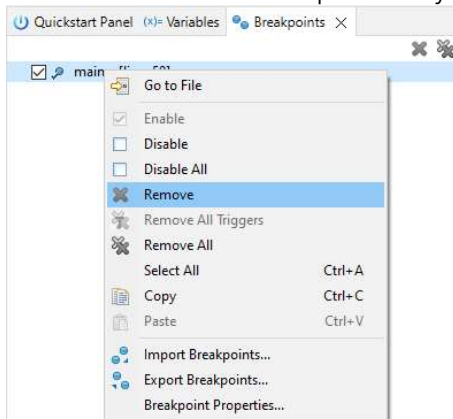 Quickstart Panel (x)= Variables Breakpoints
main
Go to File
Enable
Disable
Disable All
Remove
Remove All Triggers
Remove All
Select All Ctrl+A
Copy Ctrl+C
Paste Ctrl+V
Import Breakpoints...
Export Breakpoints...
Breakpoint Properties...